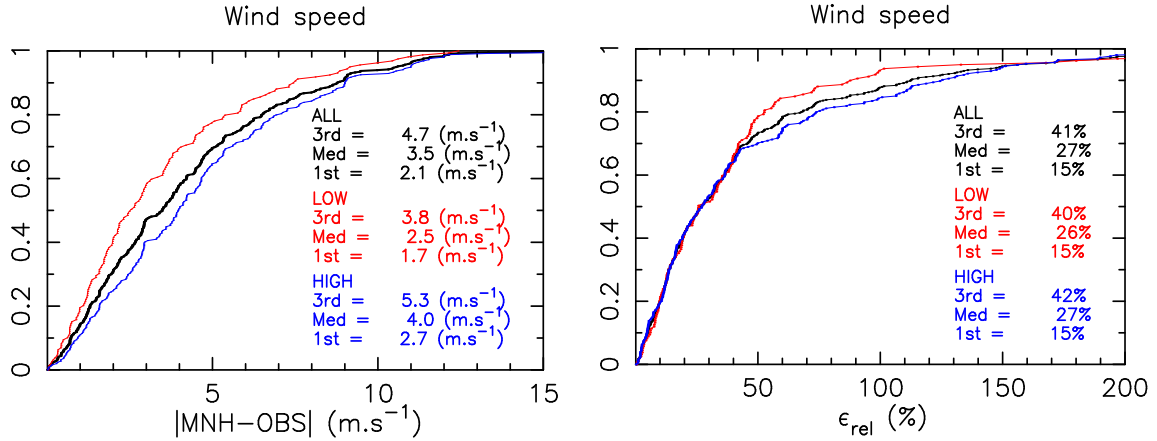 Wind speed
1
0.8
0.6
0.4
0.2
0
ALL
3rd = 4.7 (m.s⁻¹)
Med = 3.5 (m.s⁻¹)
1st = 2.1 (m.s⁻¹)
LOW
3rd = 3.8 (m.s⁻¹)
Med = 2.5 (m.s⁻¹)
1st = 1.7 (m.s⁻¹)
HIGH
3rd = 5.3 (m.s⁻¹)
Med = 4.0 (m.s⁻¹)
1st = 2.7 (m.s⁻¹)
5 10 15
|MNH−OBS| (m.s⁻¹)
Wind speed
1
0.8
0.6
0.4
0.2
0
ALL
3rd = 41%
Med = 27%
1st = 15%
LOW
3rd = 40%
Med = 26%
1st = 15%
HIGH
3rd = 42%
Med = 27%
1st = 15%
50 100 150 200
ϵrel (%)